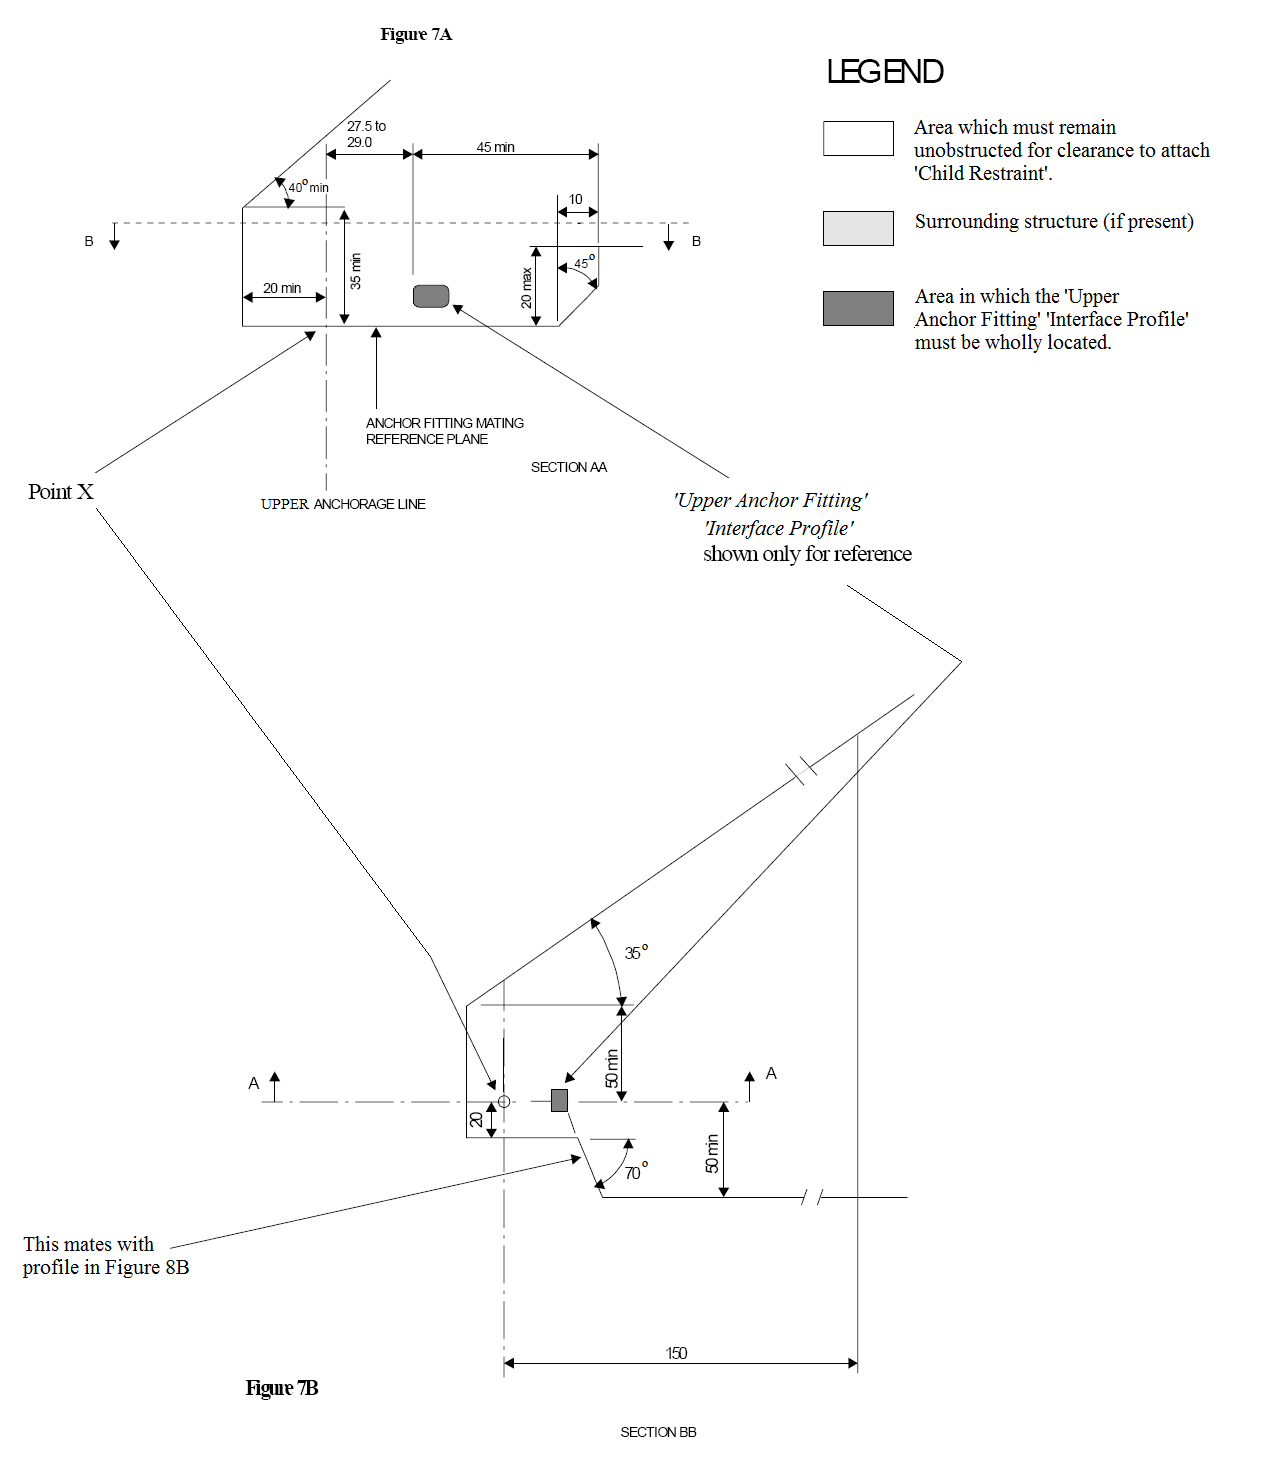 Figure 7A
LEGEND
Area which must remain
unobstructed for clearance to attach
'Child Restraint'.
Surrounding structure (if present)
Area in which the 'Upper
Anchor Fitting' 'Interface Profile'
must be wholly located.
27.5 to
29.0
45 min
40° min
10
B
B
35 min
45°
20 min
20 max
ANCHOR FITTING MATING
REFERENCE PLANE
SECTION AA
Point X
UPPER ANCHORAGE LINE
'Upper Anchor Fitting'
'Interface Profile'
shown only for reference
35°
50 min
A
A
20
50 min
70°
This mates with
profile in Figure 8B
150
Figure 7B
SECTION BB